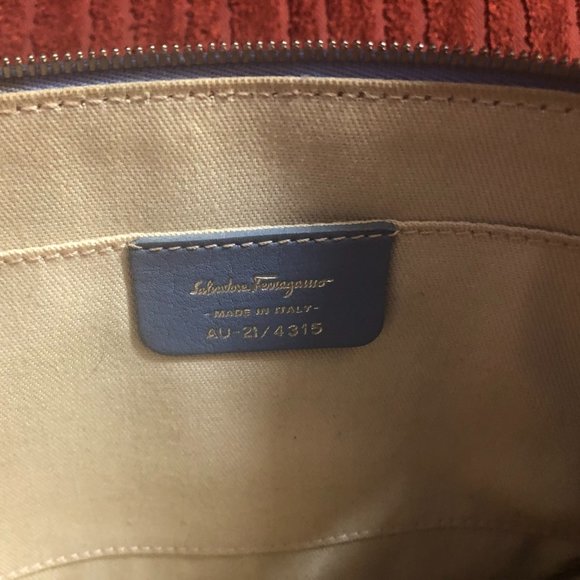 Salvatore Ferragamo
- MADE IN ITALY -
AU-21/4315